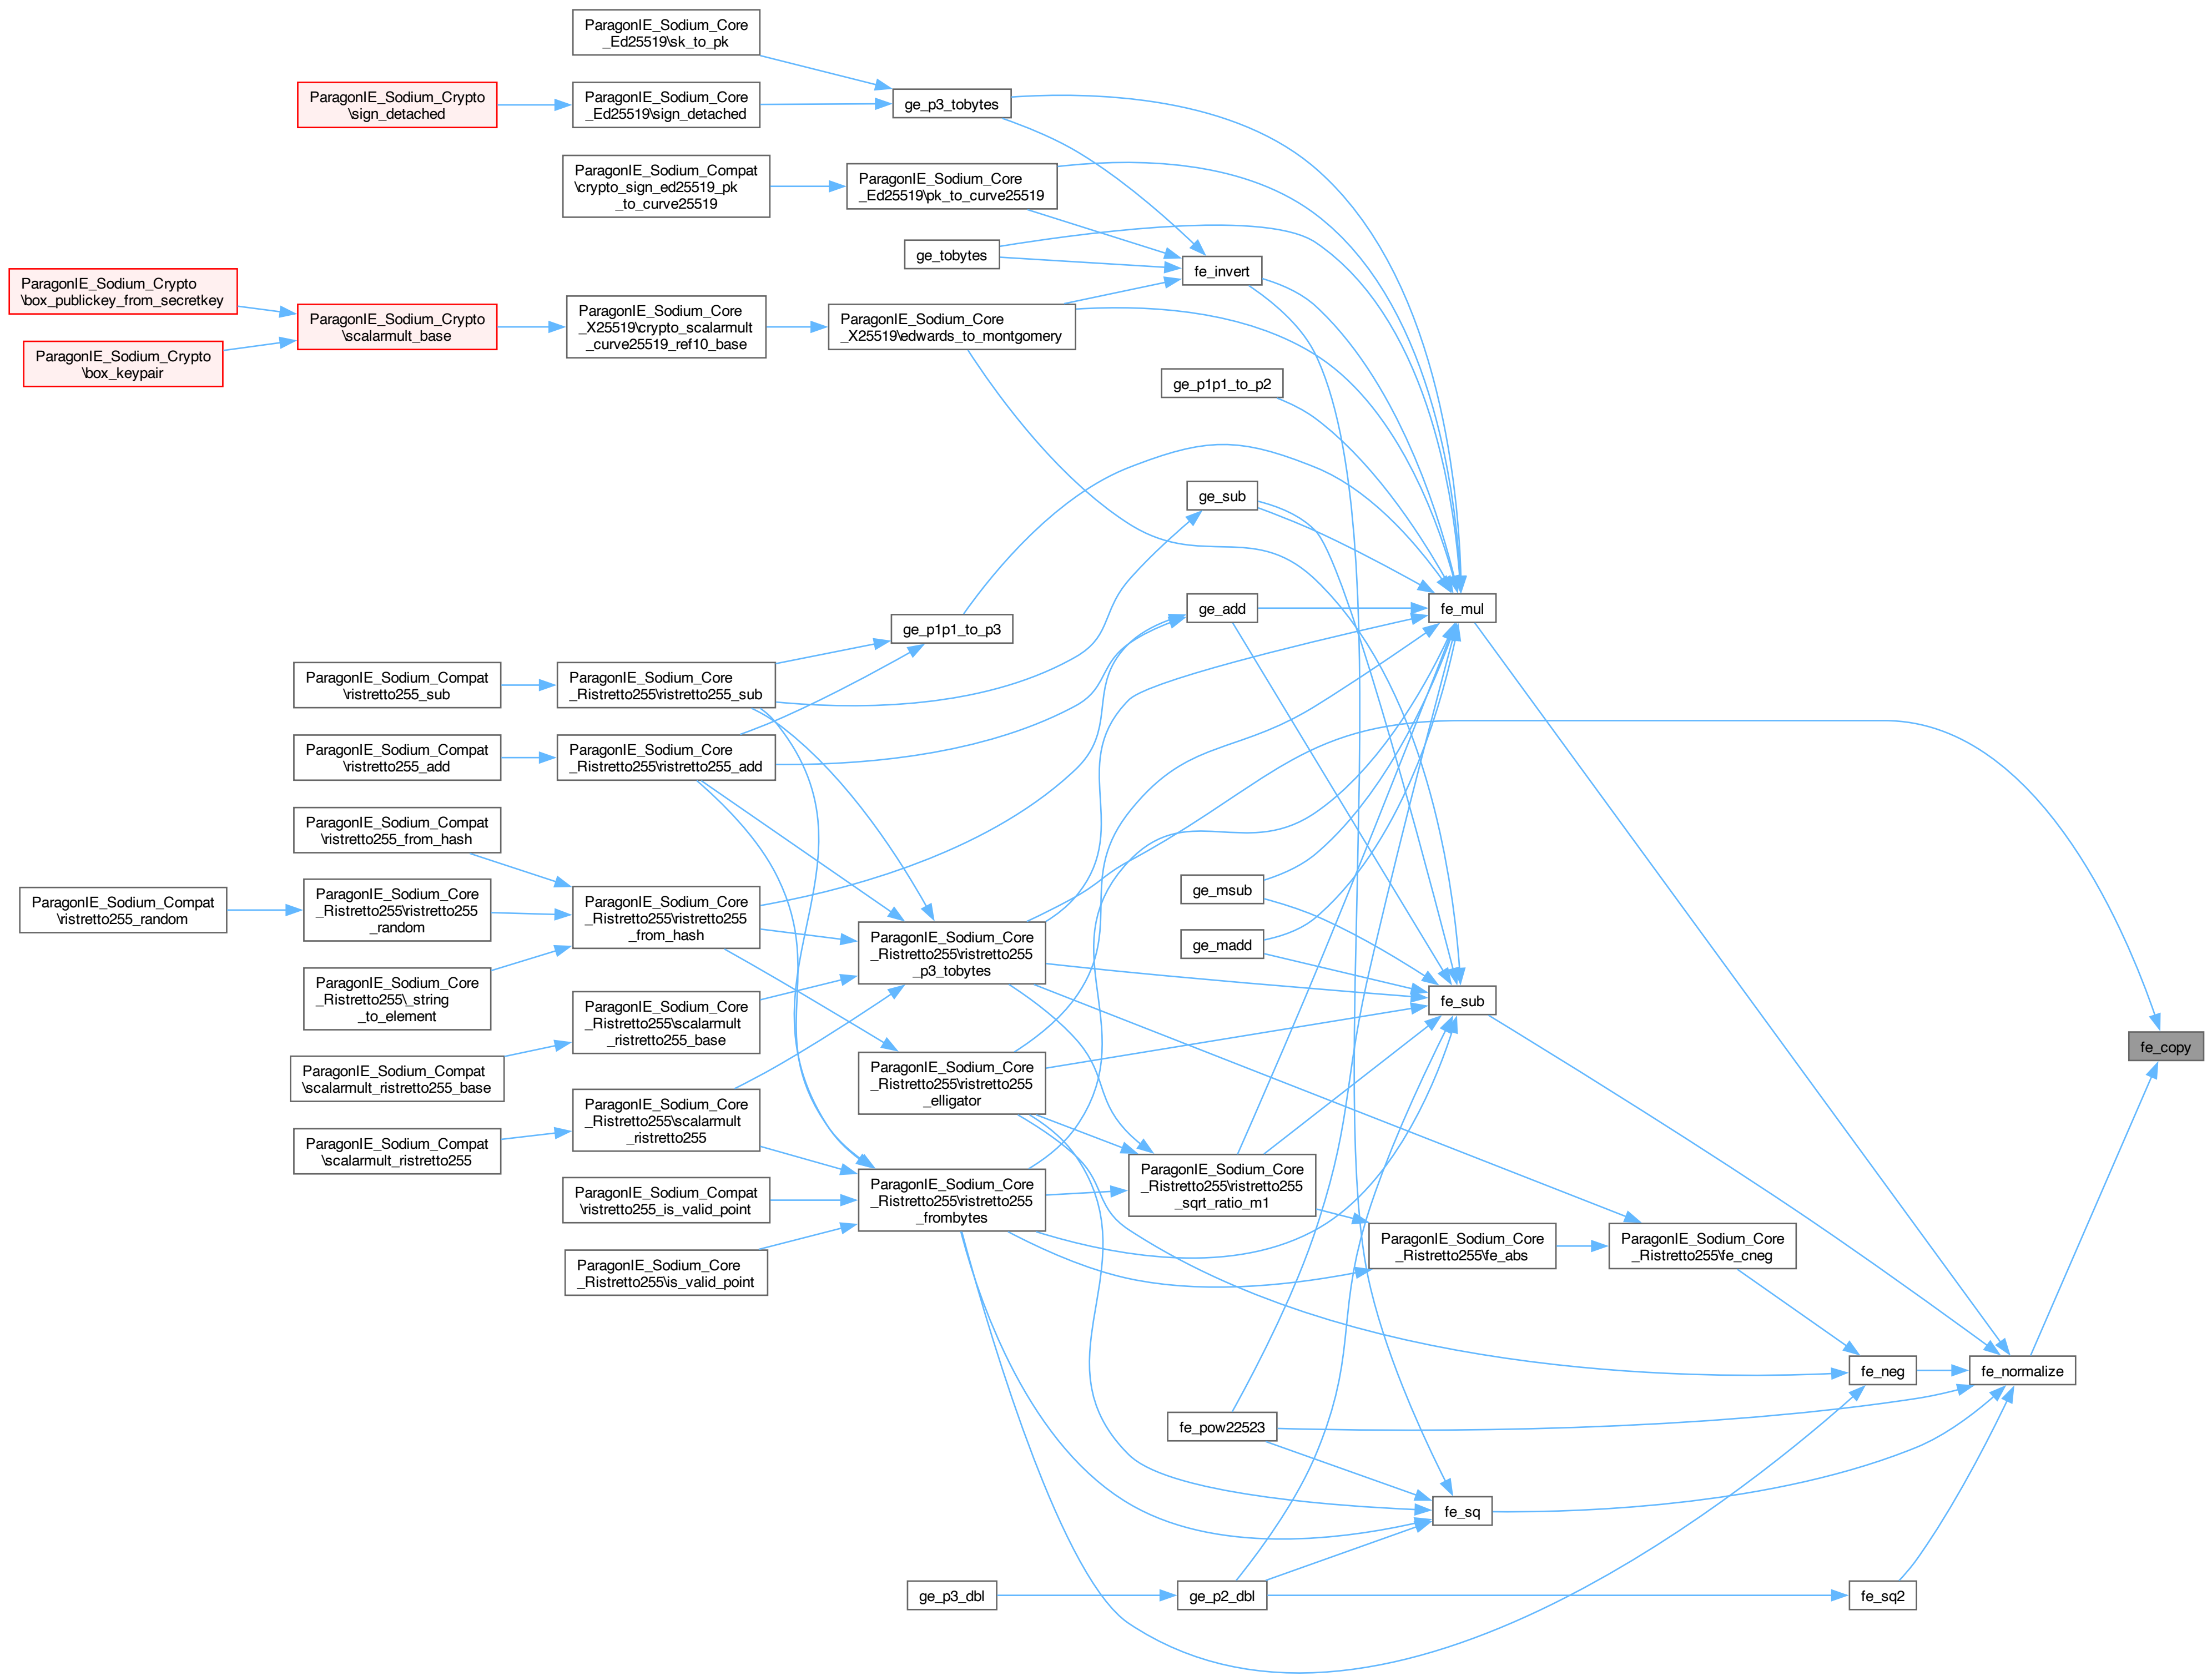 ParagonIE_Sodium_Core
_Ed25519\sk_to_pk
ParagonIE_Sodium_Crypto
\sign_detached
ParagonIE_Sodium_Core
_Ed25519\sign_detached
ge_p3_tobytes
ParagonIE_Sodium_Compat
\crypto_sign_ed25519_pk
_to_curve25519
ParagonIE_Sodium_Core
_Ed25519\pk_to_curve25519
ge_tobytes
fe_invert
ParagonIE_Sodium_Crypto
\box_publickey_from_secretkey
ParagonIE_Sodium_Crypto
\box_keypair
ParagonIE_Sodium_Crypto
\scalarmult_base
ParagonIE_Sodium_Core
_X25519\crypto_scalarmult
_curve25519_ref10_base
ParagonIE_Sodium_Core
_X25519\edwards_to_montgomery
ge_p1p1_to_p2
ge_sub
ge_add
fe_mul
ge_p1p1_to_p3
ParagonIE_Sodium_Compat
\ristretto255_sub
ParagonIE_Sodium_Core
_Ristretto255\ristretto255_sub
ParagonIE_Sodium_Compat
\ristretto255_add
ParagonIE_Sodium_Core
_Ristretto255\ristretto255_add
ParagonIE_Sodium_Compat
\ristretto255_from_hash
ParagonIE_Sodium_Compat
\ristretto255_random
ParagonIE_Sodium_Core
_Ristretto255\ristretto255
_random
ParagonIE_Sodium_Core
_Ristretto255\ristretto255
_from_hash
ParagonIE_Sodium_Core
_Ristretto255\_string
_to_element
ParagonIE_Sodium_Core
_Ristretto255\ristretto255
_p3_tobytes
ge_msub
ge_madd
fe_sub
fe_copy
ParagonIE_Sodium_Core
_Ristretto255\scalarmult
_ristretto255_base
ParagonIE_Sodium_Compat
\scalarmult_ristretto255_base
ParagonIE_Sodium_Core
_Ristretto255\ristretto255
_elligator
ParagonIE_Sodium_Core
_Ristretto255\scalarmult
_ristretto255
ParagonIE_Sodium_Compat
\scalarmult_ristretto255
ParagonIE_Sodium_Compat
\ristretto255_is_valid_point
ParagonIE_Sodium_Core
_Ristretto255\ristretto255
_frombytes
ParagonIE_Sodium_Core
_Ristretto255\ristretto255
_sqrt_ratio_m1
ParagonIE_Sodium_Core
_Ristretto255\is_valid_point
ParagonIE_Sodium_Core
_Ristretto255\fe_abs
ParagonIE_Sodium_Core
_Ristretto255\fe_cneg
fe_neg
fe_normalize
fe_pow22523
fe_sq
ge_p3_dbl
ge_p2_dbl
fe_sq2